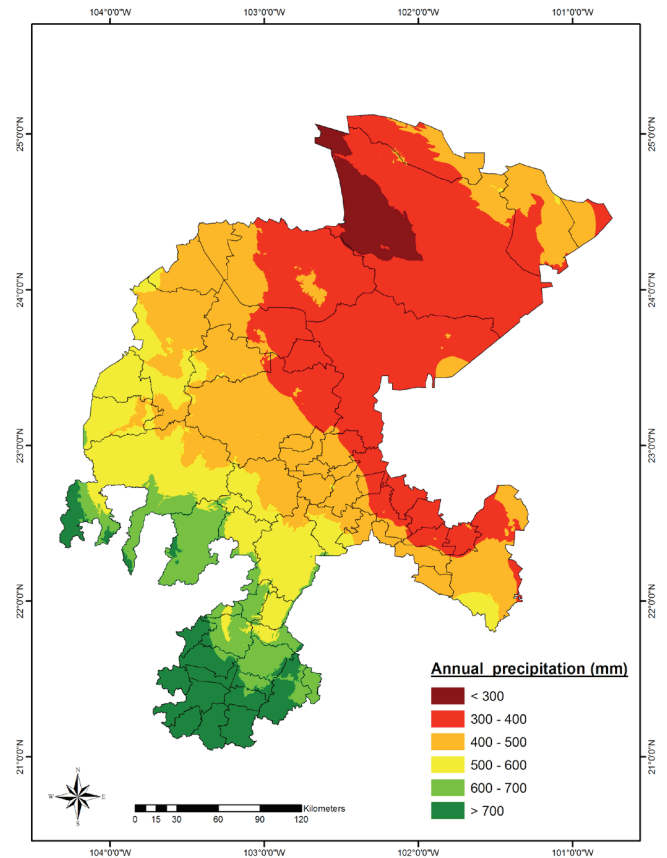 104°0'0"W 103°0'0"W 102°0'0"W 101°0'0"W
25°0'0"N 25°0'0"N
24°0'0"N 24°0'0"N
23°0'0"N 23°0'0"N
22°0'0"N 22°0'0"N
Annual precipitation (mm)
< 300
300 - 400
400 - 500
500 - 600
600 - 700
> 700
21°0'0"N 21°0'0"N
N
W E
S
Kilometers
0 15 30 60 90 120
104°0'0"W 103°0'0"W 102°0'0"W 101°0'0"W